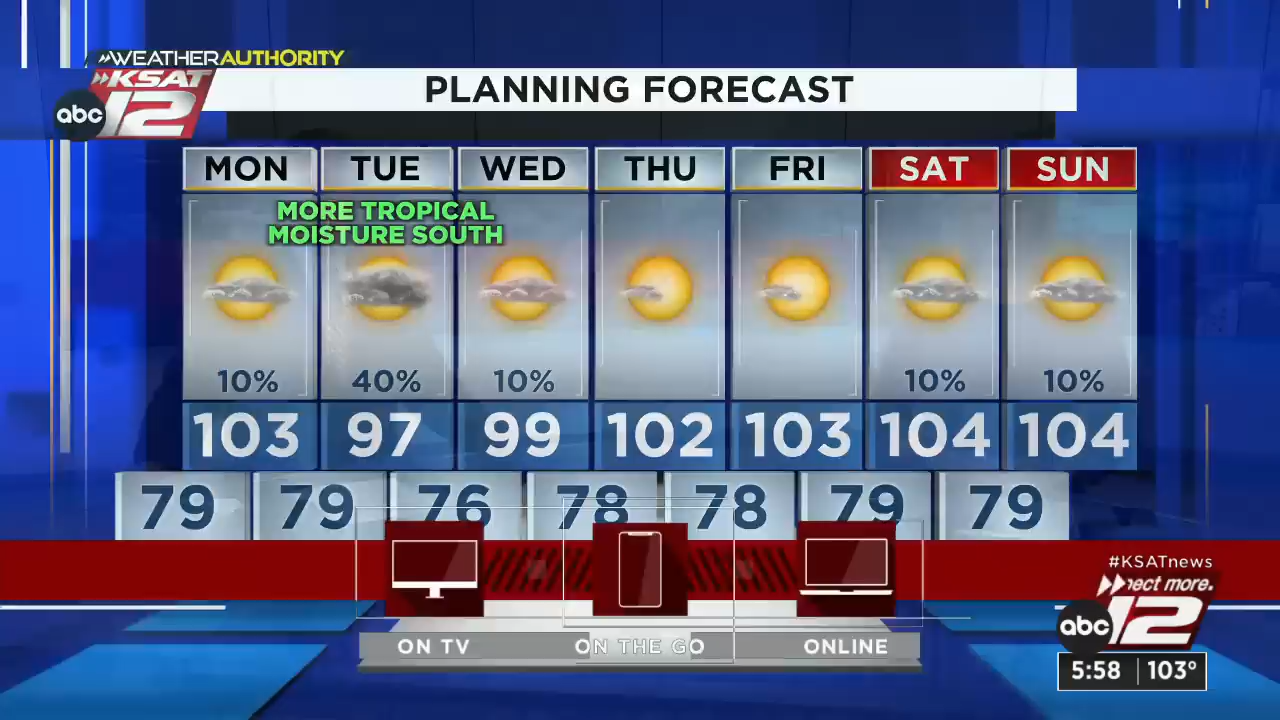 WEATHERAUTHORITY
KSAT
abc 12
PLANNING FORECAST
MON TUE WED THU FRI SAT SUN
MORE TROPICAL
MOISTURE SOUTH
10% 40% 10% 10% 10%
103 97 99 102 103 104 104
79 79 76 78 78 79 79
#KSATnews
nect more.
abc 12
ON TV ON THE GO ONLINE
5:58 103°